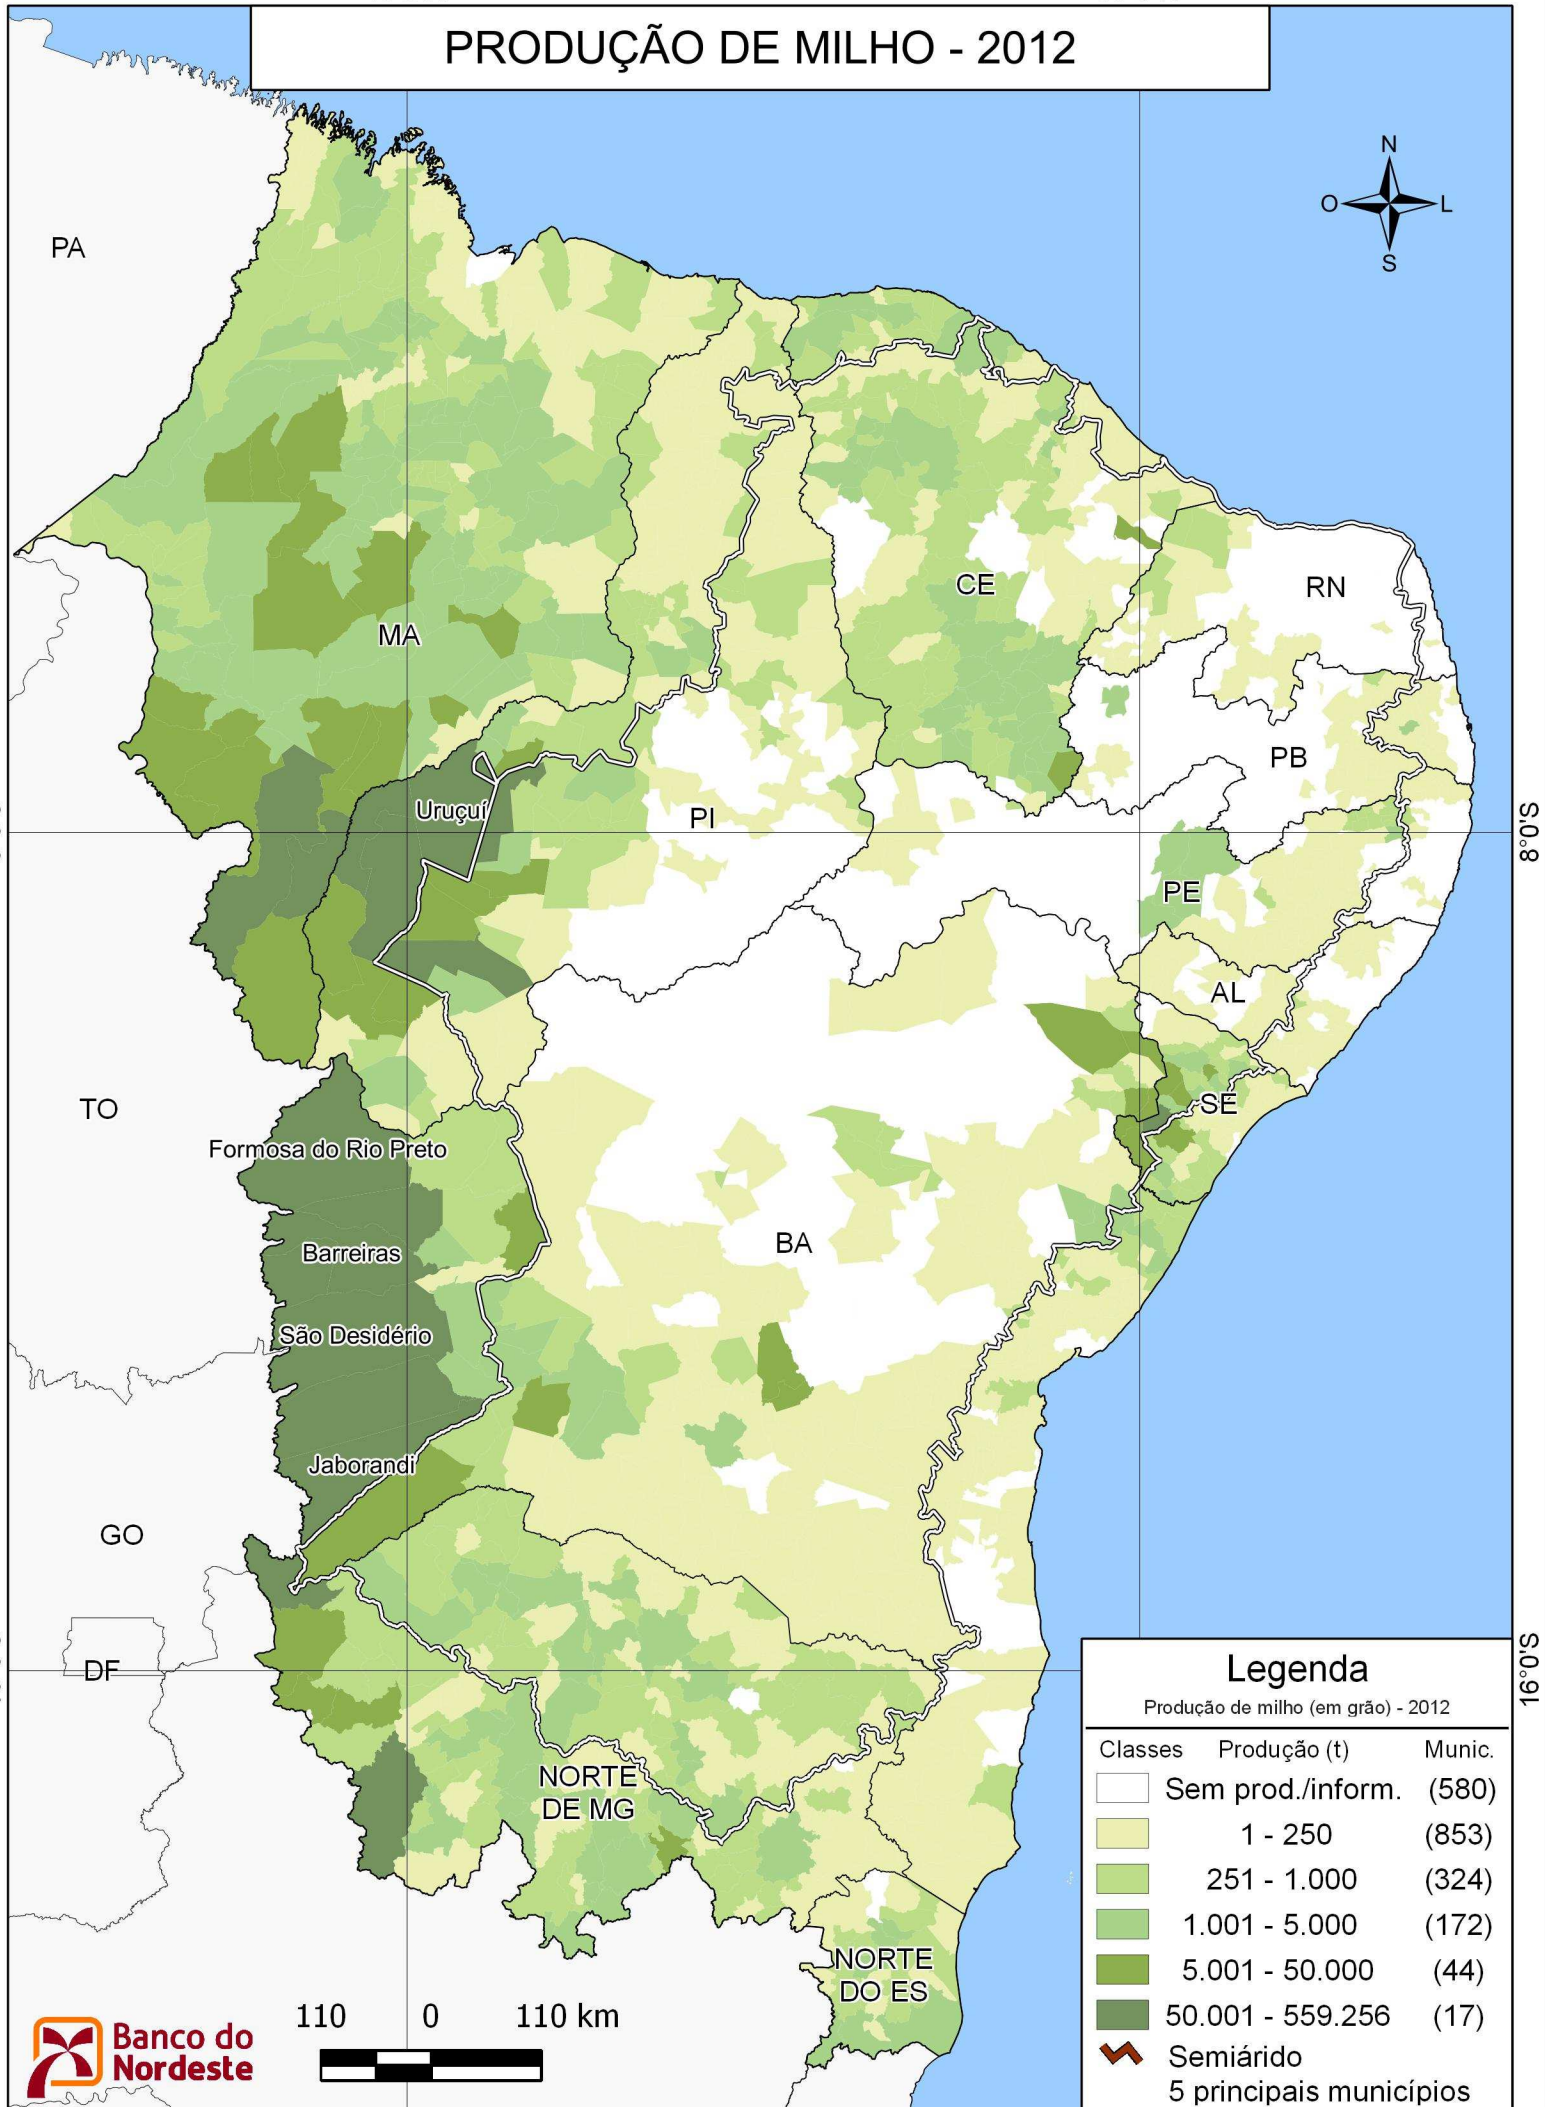 PRODUÇÃO DE MILHO - 2012
N
O
L
S
PA
CE
RN
MA
PB
Uruçuí
PI
8°0'S
PE
AL
TO
SE
Formosa do Rio Preto
BA
Barreiras
São Desidério
Jaborandi
GO
DF
16°0'S
NORTE
DE MG
NORTE
DO ES
Legenda
Produção de milho (em grão) - 2012
Classes Produção (t) Munic.
Sem prod./inform. (580)
1 - 250 (853)
251 - 1.000 (324)
1.001 - 5.000 (172)
5.001 - 50.000 (44)
50.001 - 559.256 (17)
Semiárido
5 principais municípios
110 0 110 km
Banco do
Nordeste